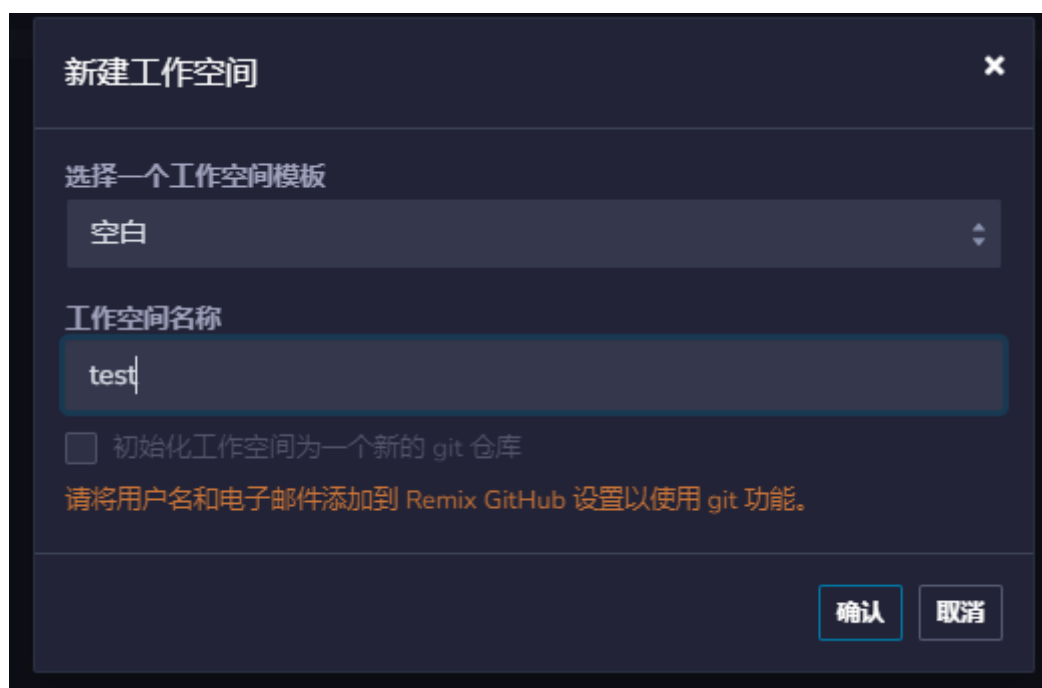 新建工作空间
选择一个工作空间模板
空白
工作空间名称
test
初始化工作空间为一个新的 git 仓库
请将用户名和电子邮件添加到 Remix GitHub 设置以使用 git 功能。
确认 取消